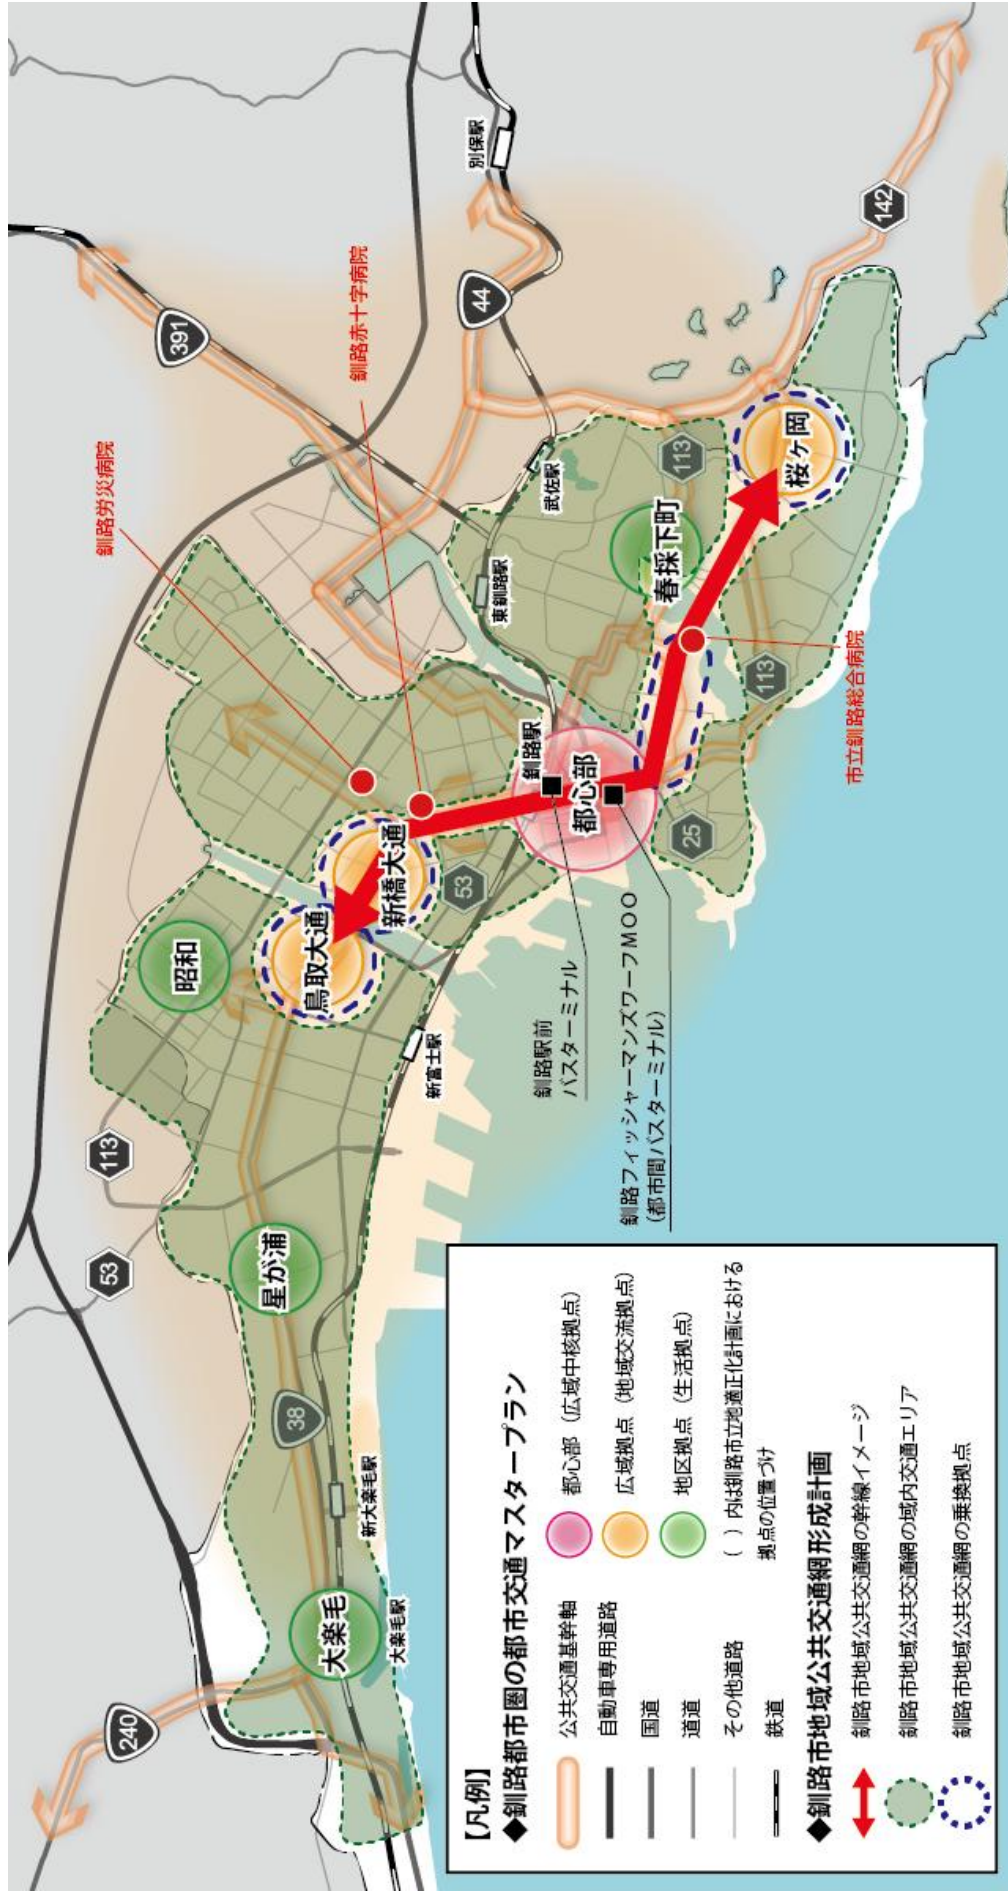 240
大楽毛
大楽毛駅
新大楽毛駅
38
53
113
星が浦
昭和
鳥取大通
新橋大通
新富士駅
53
釧路労災病院
釧路赤十字病院
391
44
別保駅
武佐駅
東釧路駅
釧路駅
都心部
春採下町
113
桜ヶ岡
142
113
25
市立釧路総合病院
釧路駅前
バスターミナル
釧路フィッシャーマンズワーフMOO
(都市間バスターミナル)
【凡例】
◆釧路都市圏の都市交通マスタープラン
公共交通基幹軸
自動車専用道路
国道
道道
その他道路
鉄道
都心部(広域中核拠点)
広域拠点(地域交流拠点)
地区拠点(生活拠点)
( )内は釧路市立地適正化計画における
拠点の位置づけ
◆釧路市地域公共交通網形成計画
釧路市地域公共交通網の幹線イメージ
釧路市地域公共交通網の域内交通エリア
釧路市地域公共交通網の乗換拠点